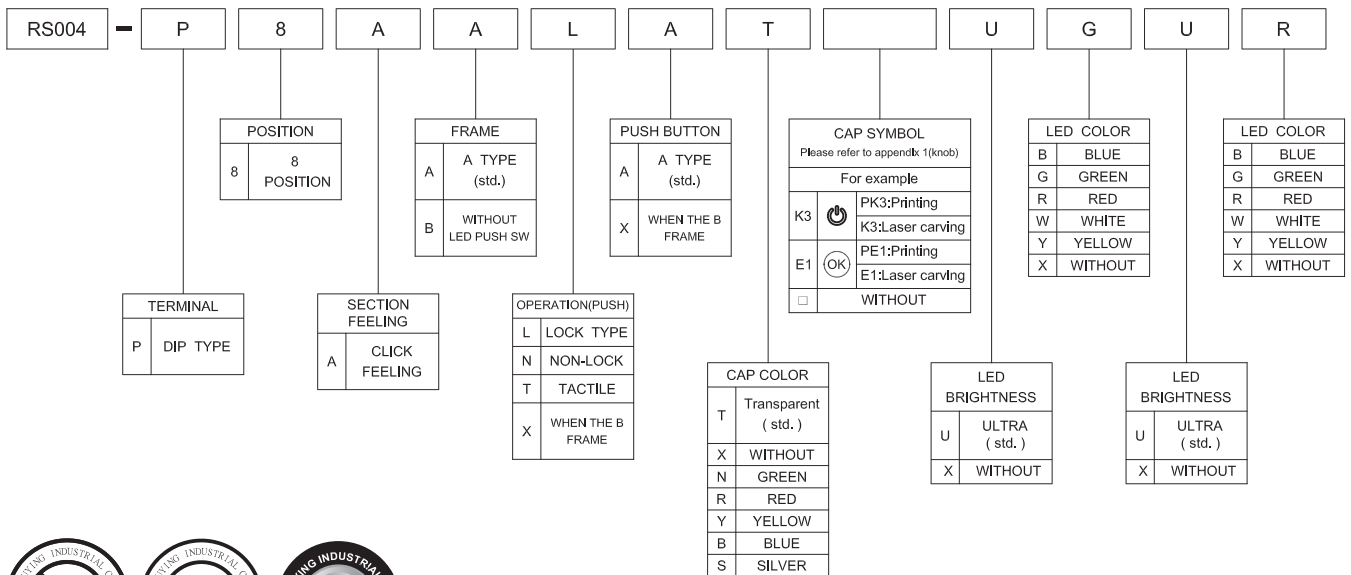 RS004 - P 8 A A L A T U G U R
POSITION
8 8 POSITION
FRAME
A A TYPE (std.)
B WITHOUT LED PUSH SW
PUSH BUTTON
A A TYPE (std.)
X WHEN THE B FRAME
CAP SYMBOL
Please refer to appendix 1(knob)
For example
K3 PK3:Printing
K3:Laser carving
E1 OK PE1:Printing
E1:Laser carving
□ WITHOUT
LED COLOR
B BLUE
G GREEN
R RED
W WHITE
Y YELLOW
X WITHOUT
LED COLOR
B BLUE
G GREEN
R RED
W WHITE
Y YELLOW
X WITHOUT
TERMINAL
P DIP TYPE
SECTION FEELING
A CLICK FEELING
OPERATION(PUSH)
L LOCK TYPE
N NON-LOCK
T TACTILE
X WHEN THE B FRAME
CAP COLOR
T Transparent ( std. )
X WITHOUT
N GREEN
R RED
Y YELLOW
B BLUE
S SILVER
LED BRIGHTNESS
U ULTRA ( std. )
X WITHOUT
LED BRIGHTNESS
U ULTRA ( std. )
X WITHOUT
INDUSTRIAL
INDUSTRIAL
INDUSTRIAL